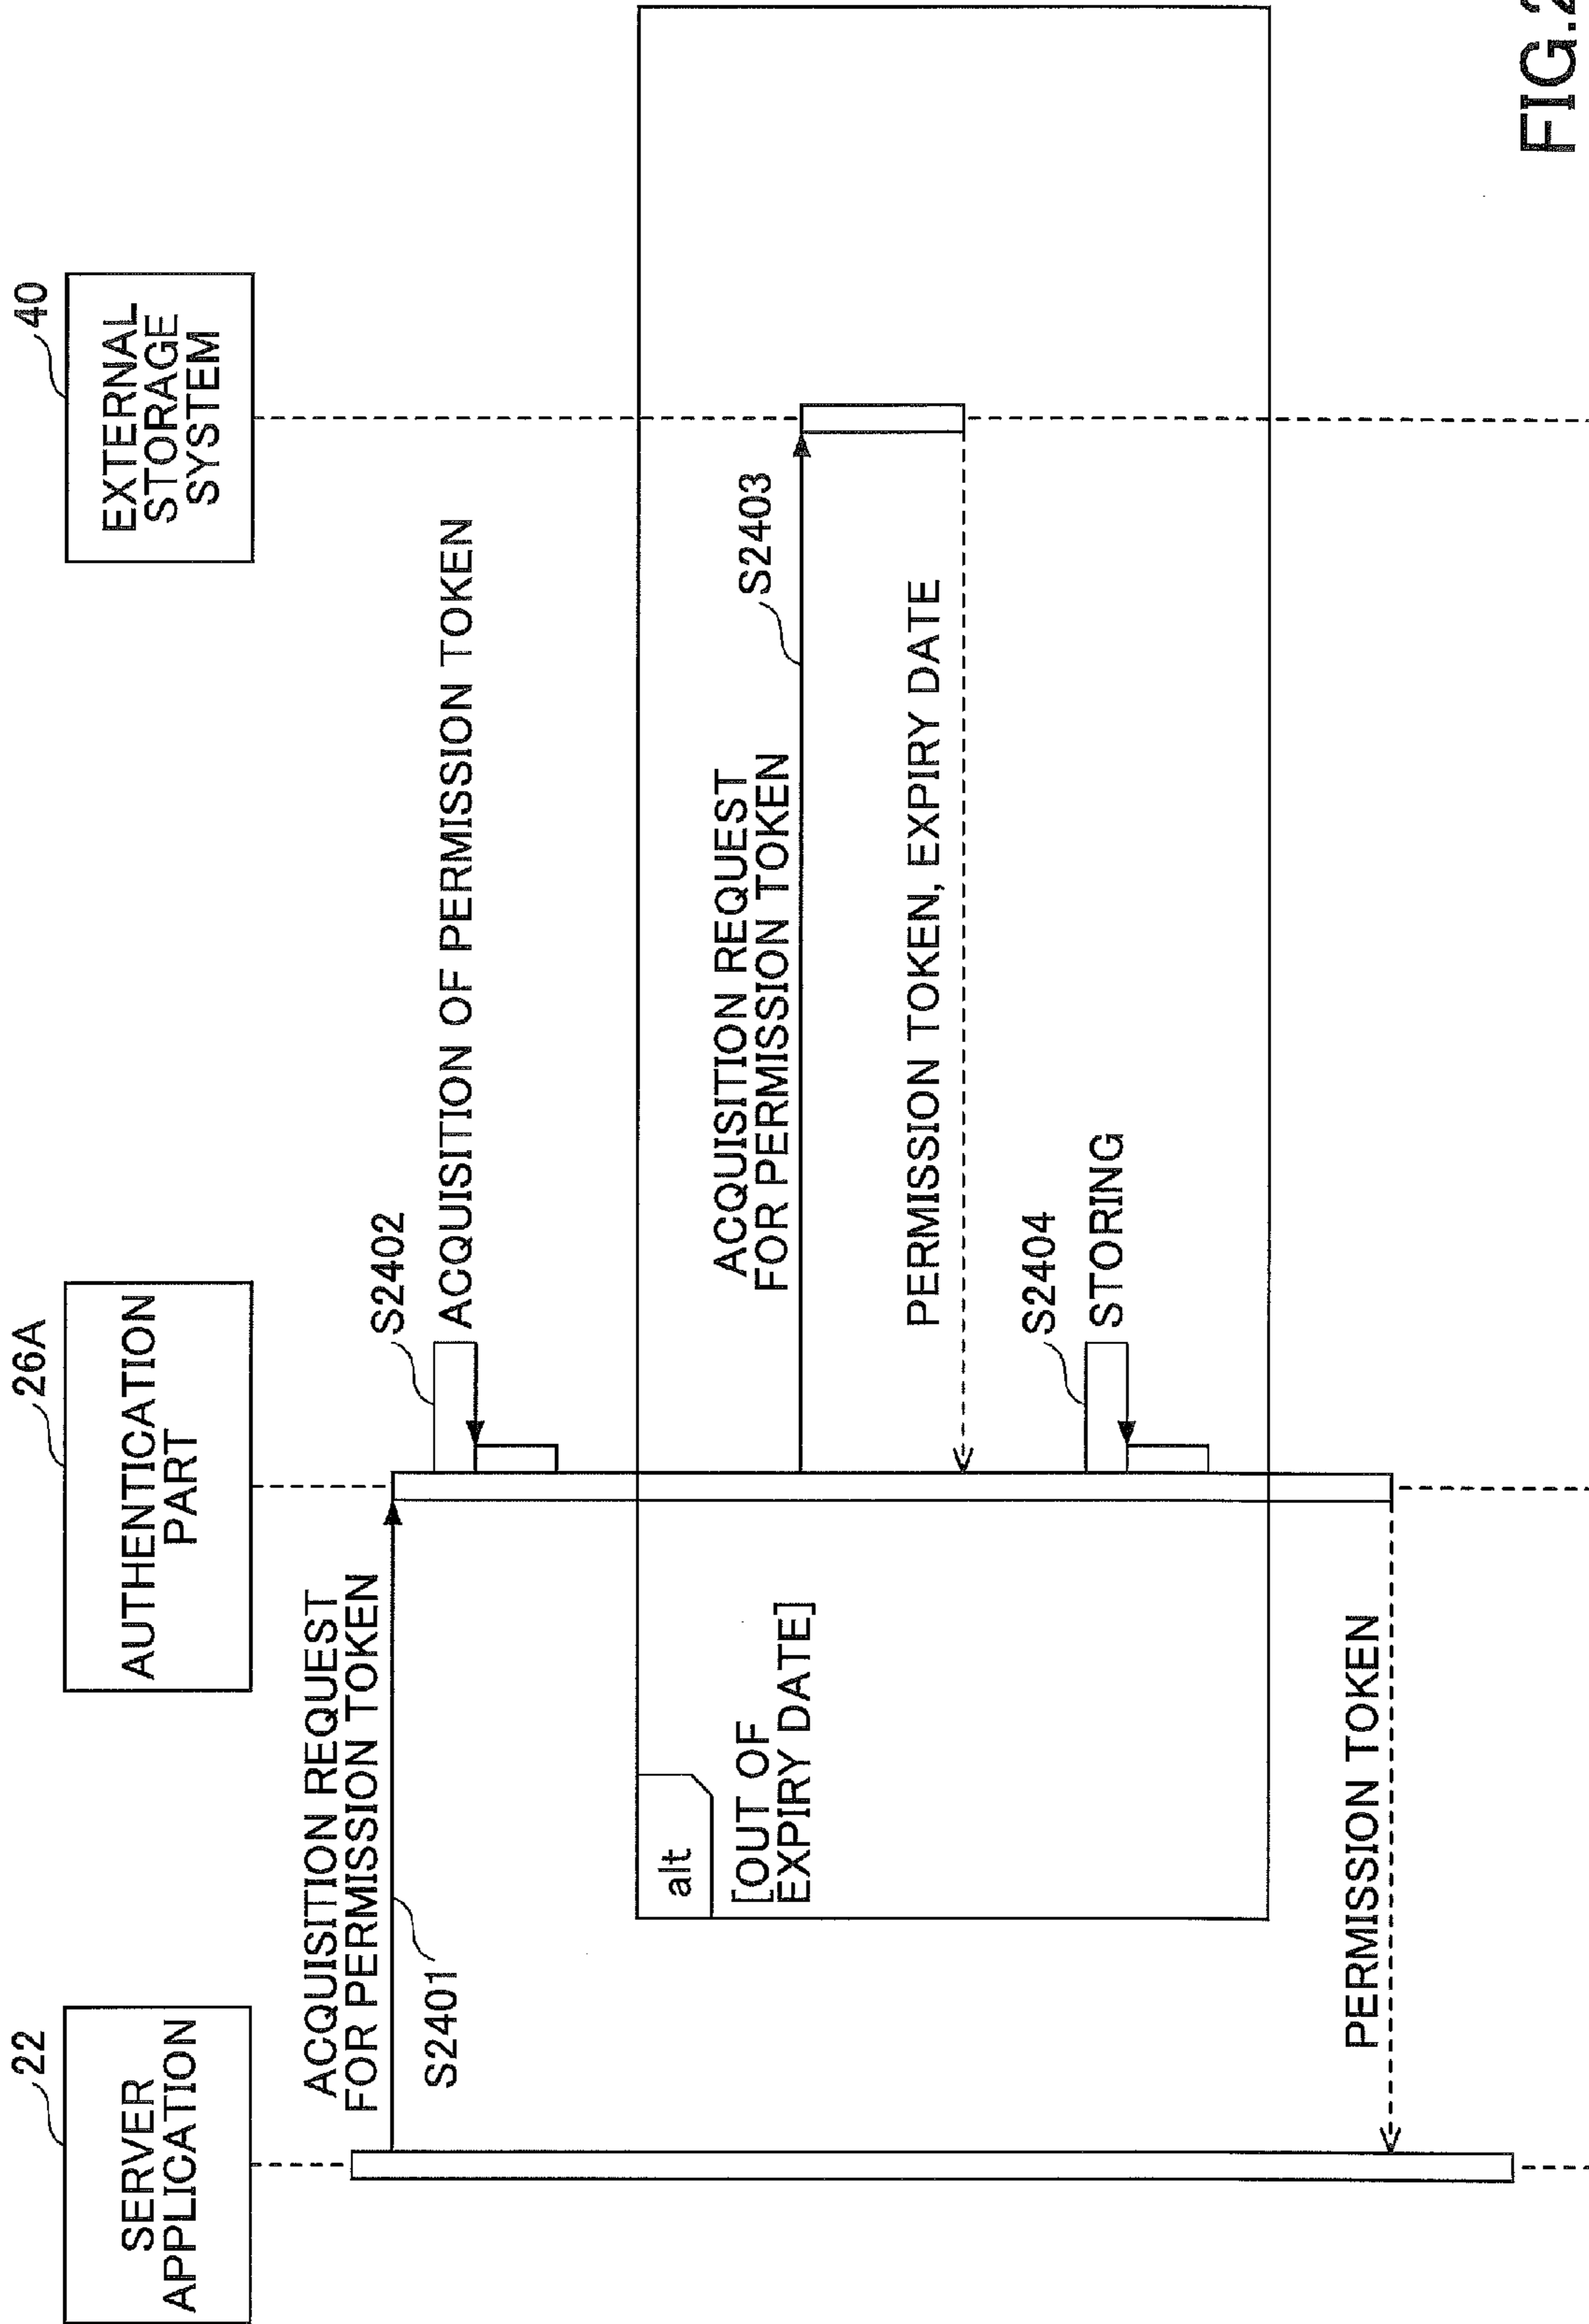 22
SERVER
APPLICATION
26A
AUTHENTICATION
PART
40
EXTERNAL
STORAGE
SYSTEM
ACQUISITION REQUEST
FOR PERMISSION TOKEN
S2401
S2402
ACQUISITION OF PERMISSION TOKEN
alt
[OUT OF
EXPIRY DATE]
ACQUISITION REQUEST
FOR PERMISSION TOKEN
S2403
PERMISSION TOKEN, EXPIRY DATE
S2404
STORING
PERMISSION TOKEN